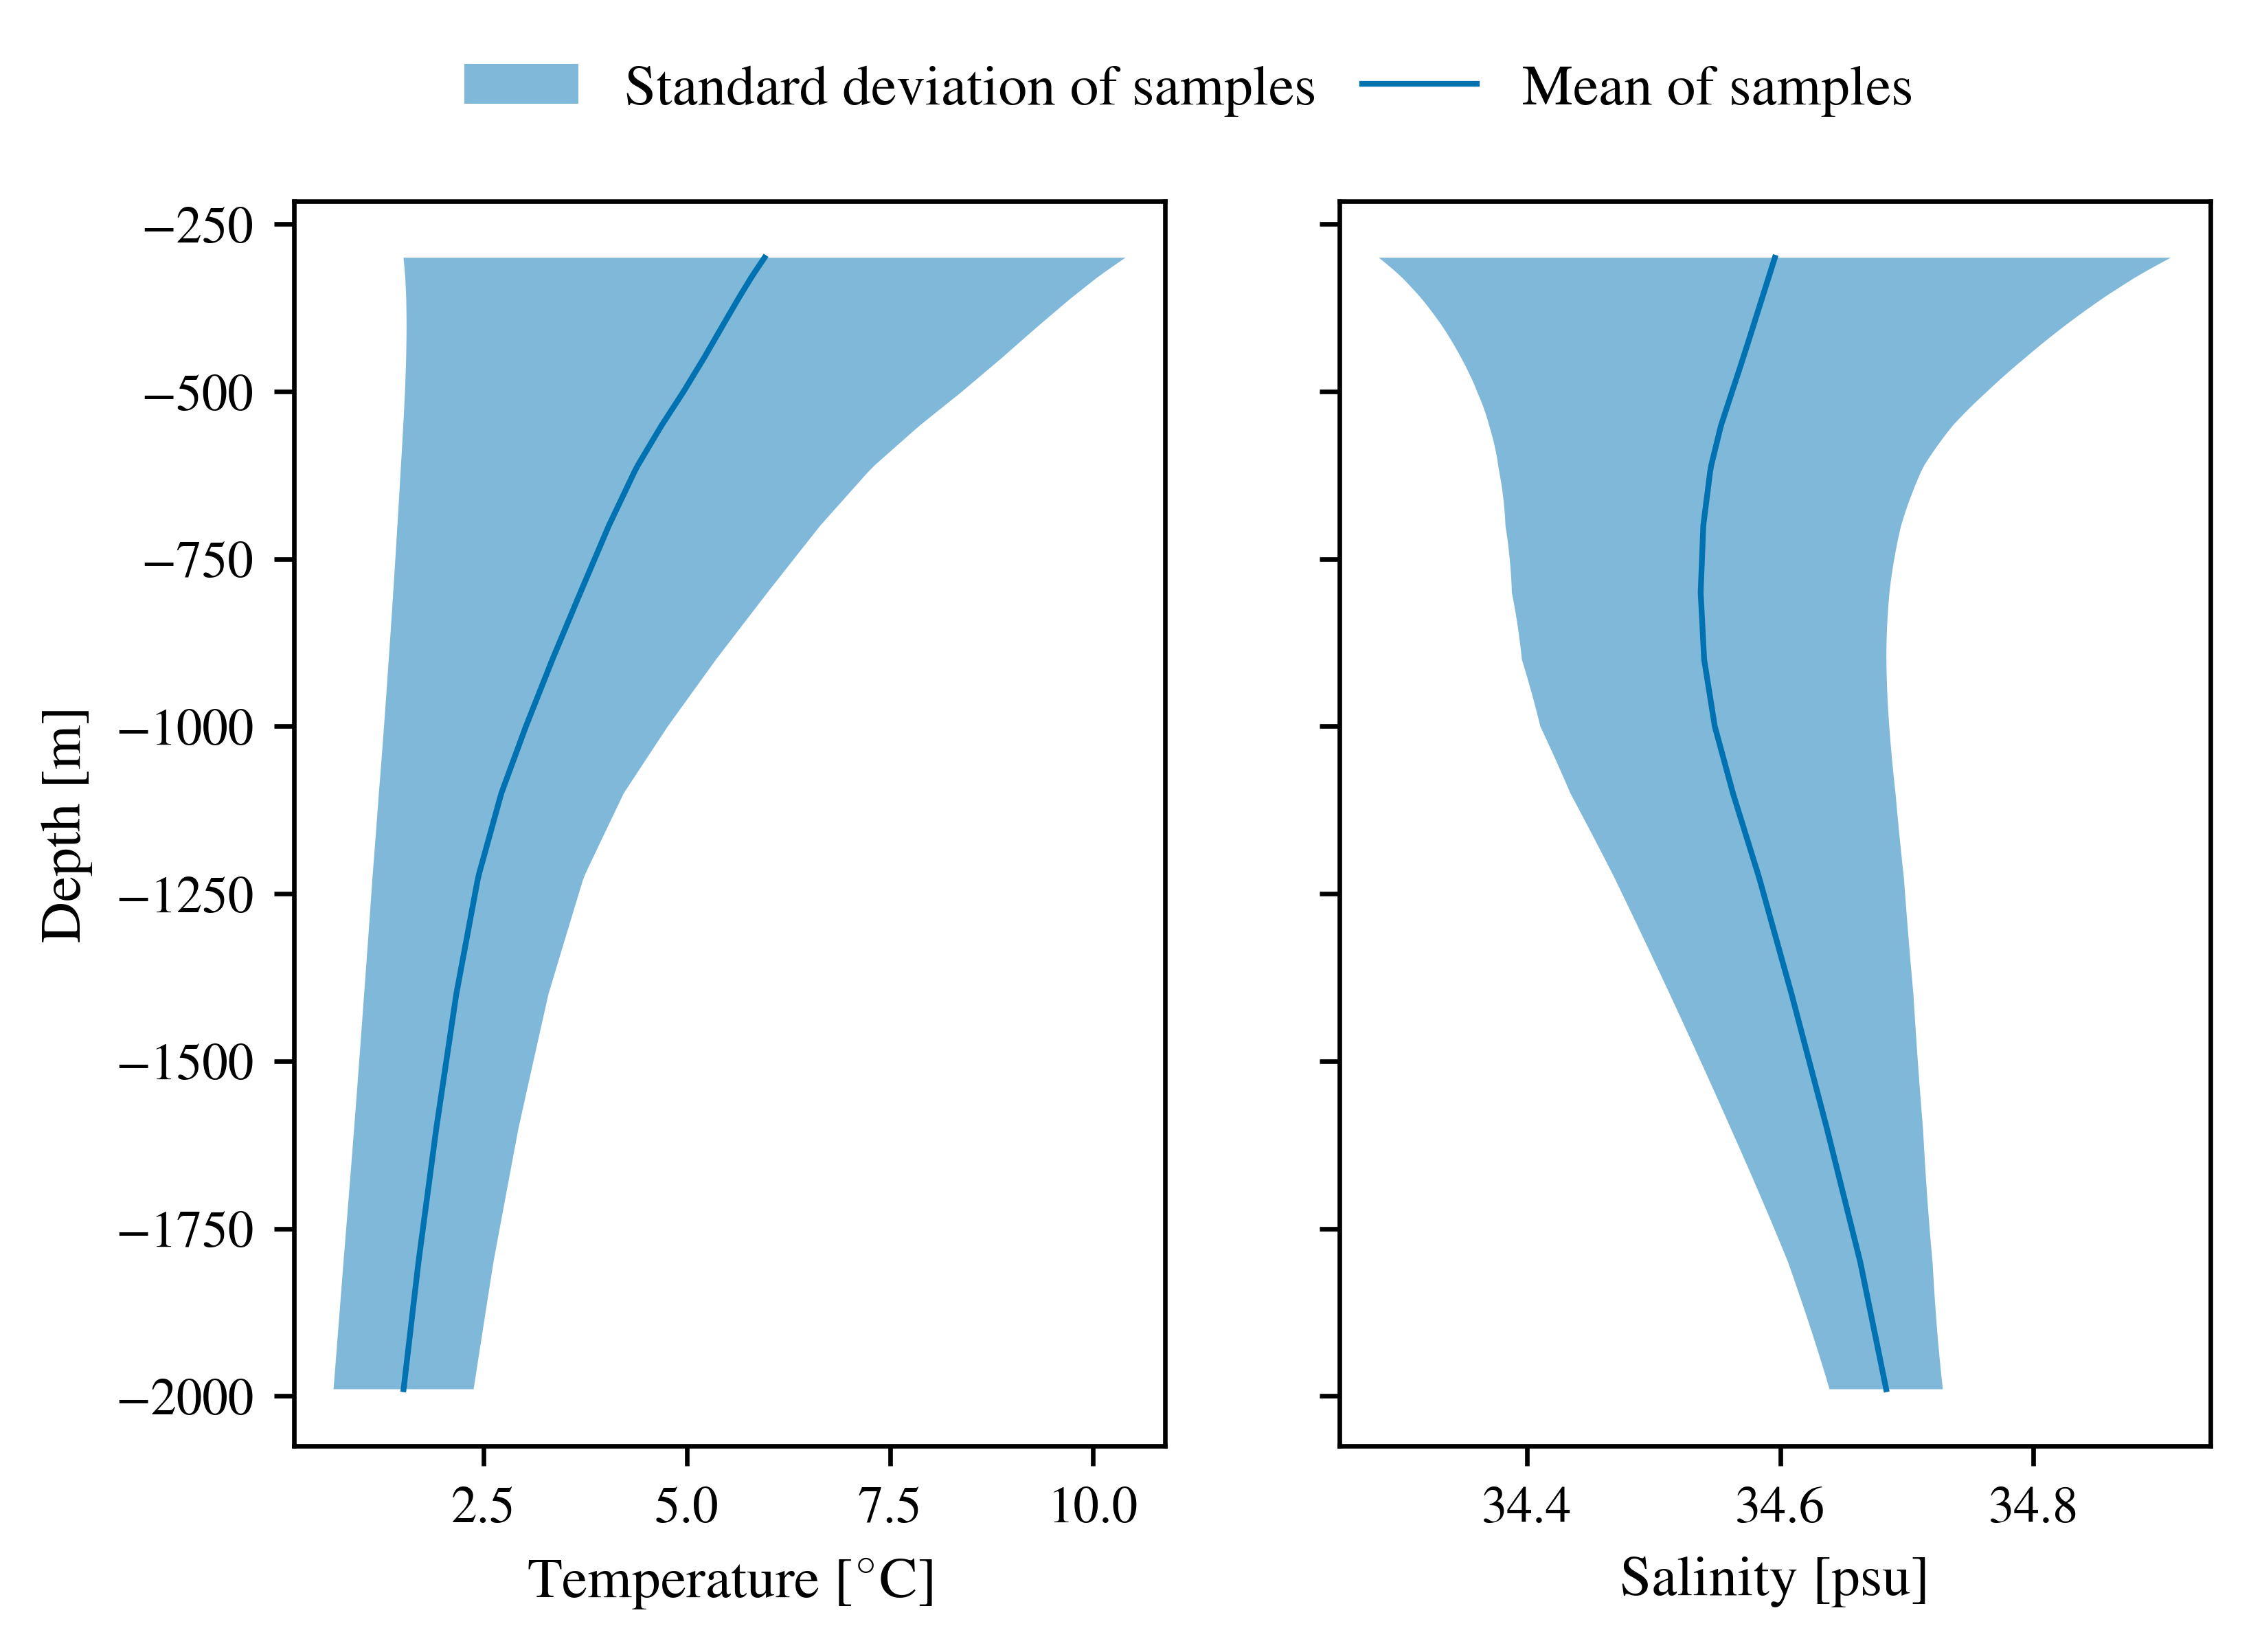 Standard deviation of samples
Mean of samples
−250
−500
−750
−1000
−1250
−1500
−1750
−2000
Depth [m]
2.5 5.0 7.5 10.0
Temperature [°C]
34.4 34.6 34.8
Salinity [psu]